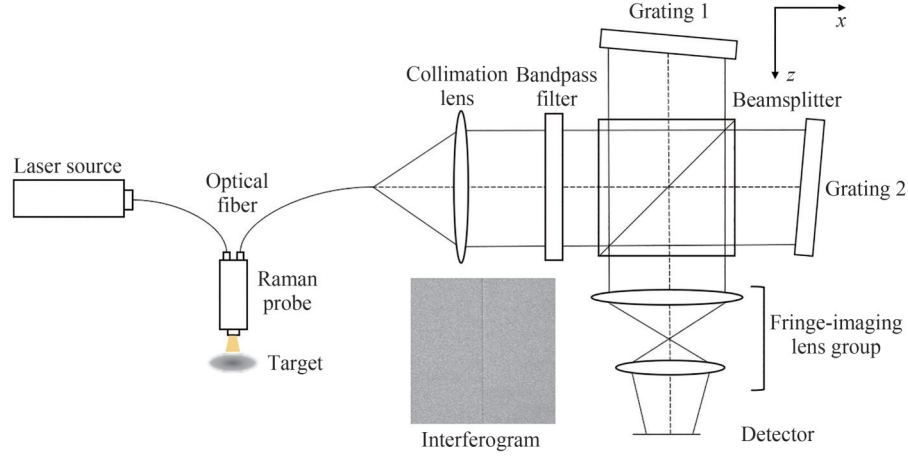 Grating 1
x
z
Collimation
lens
Bandpass
filter
Beamsplitter
Laser source
Optical
fiber
Grating 2
Raman
probe
Fringe-imaging
lens group
Target
Interferogram
Detector